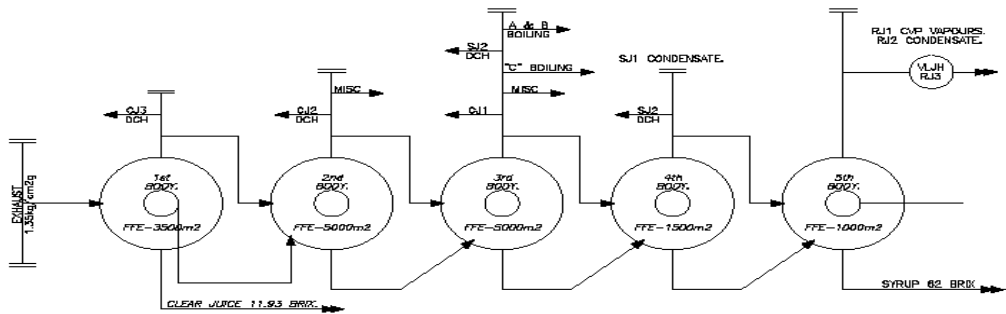 A & B
BOILING
SJ2
DCH
"C" BOILING
MISC
CJ1
RJ1 CVP VAPOURS.
RJ2 CONDENSATE.
VLJH
RJ3
SJ1 CONDENSATE.
CJ3
DCH
MISC
CJ2
DCH
SJ2
DCH
EXHAUST
1.35kg/cm2g
1st
BODY.
FFE-3500m2
2nd
BODY.
FFE-5000m2
3rd
BODY.
FFE-5000m2
4th
BODY.
FFE-1500m2
5th
BODY.
FFE-1000m2
CLEAR JUICE 11.93 BRIX.
SYRUP 62 BRIX